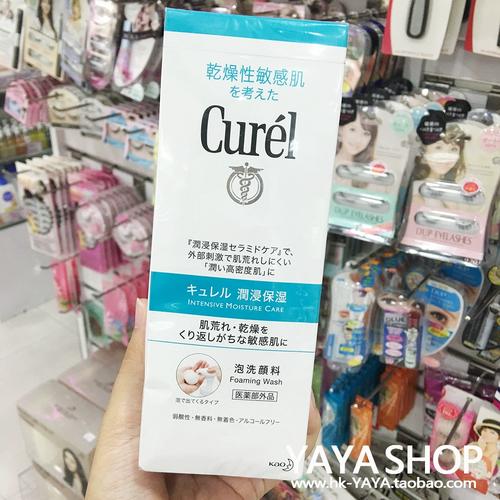 乾燥性敏感肌
を考えた
Curél
『潤浸保湿セラミドケア』で、
外部刺激で肌荒れしにくい
「潤い高密度肌」に
キュレル 潤浸保湿
INTENSIVE MOISTURE CARE
肌荒れ・乾燥を
くり返しがちな敏感肌に
泡洗顔料
Foaming Wash
医薬部外品
泡で出てくるタイプ
弱酸性・無香料・無着色・アルコールフリー
Kao
DUP EYELASHES
DUP EYELASHES
YAYA SHOP
www.hk-YAYA.taobao.com